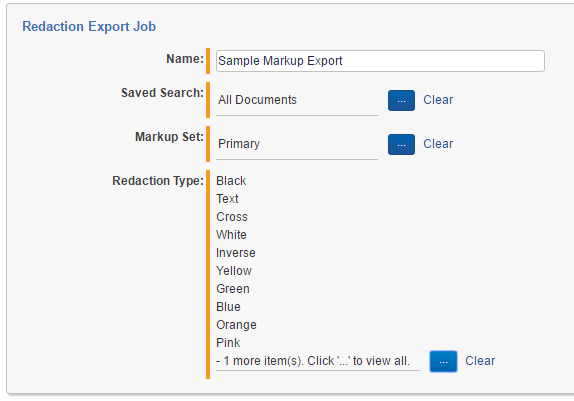 Redaction Export Job
Name: Sample Markup Export
Saved Search: All Documents ... Clear
Markup Set: Primary ... Clear
Redaction Type: Black
Text
Cross
White
Inverse
Yellow
Green
Blue
Orange
Pink
- 1 more item(s). Click '...' to view all. ... Clear